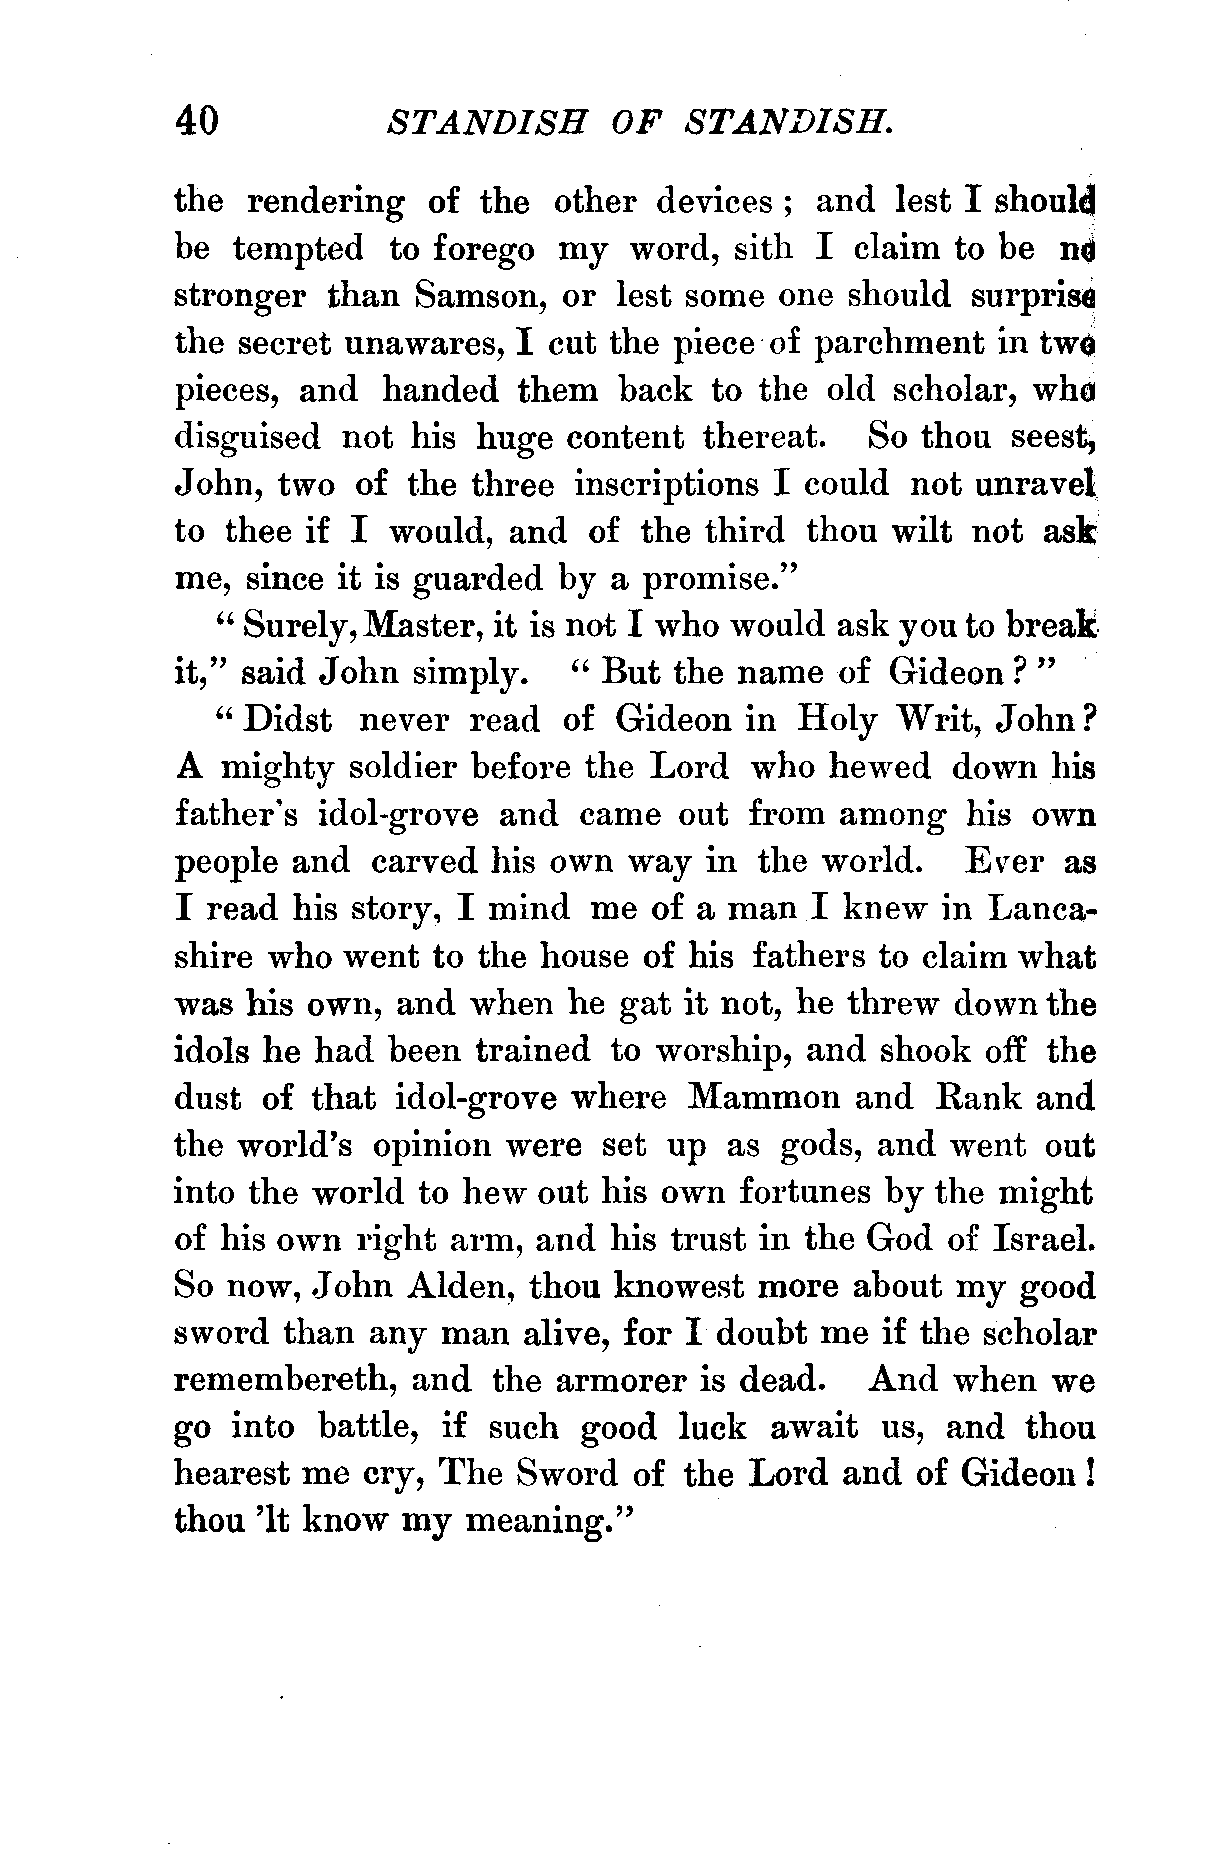 40 STANDISH OF STANDISH.
the rendering of the other devices ; and lest I should
be tempted to forego my word, sith I claim to be no
stronger than Samson, or lest some one should surprise
the secret unawares, I cut the piece of parchment in two
pieces, and handed them back to the old scholar, who
disguised not his huge content thereat. So thou seest,
John, two of the three inscriptions I could not unravel
to thee if I would, and of the third thou wilt not ask
me, since it is guarded by a promise.”
“ Surely, Master, it is not I who would ask you to break
it,” said John simply. “ But the name of Gideon ? ”
“ Didst never read of Gideon in Holy Writ, John ?
A mighty soldier before the Lord who hewed down his
father's idol-grove and came out from among his own
people and carved his own way in the world. Ever as
I read his story, I mind me of a man I knew in Lanca-
shire who went to the house of his fathers to claim what
was his own, and when he gat it not, he threw down the
idols he had been trained to worship, and shook off the
dust of that idol-grove where Mammon and Rank and
the world’s opinion were set up as gods, and went out
into the world to hew out his own fortunes by the might
of his own right arm, and his trust in the God of Israel.
So now, John Alden, thou knowest more about my good
sword than any man alive, for I doubt me if the scholar
remembereth, and the armorer is dead. And when we
go into battle, if such good luck await us, and thou
hearest me cry, The Sword of the Lord and of Gideon !
thou ’lt know my meaning.”